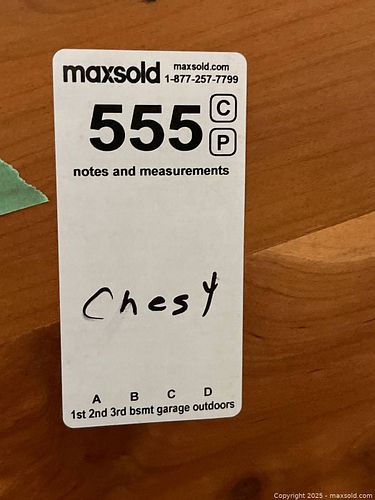 maxsold maxsold.com
1-877-257-7799
555 C
P
notes and measurements
Chest
A B C D
1st 2nd 3rd bsmt garage outdoors
Copyright © 2025 - maxsold.com